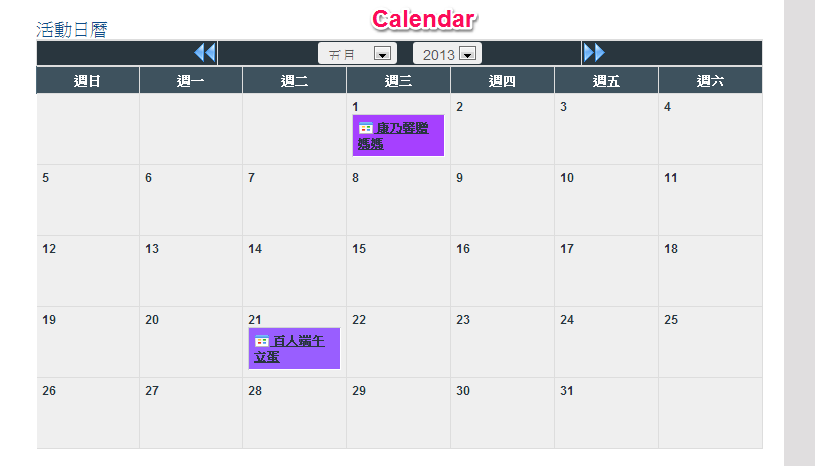 Calendar
活動日曆
五月 2013
週日 週一 週二 週三 週四 週五 週六
1 2 3 4
康乃馨贈
媽媽
5 6 7 8 9 10 11
12 13 14 15 16 17 18
19 20 21 22 23 24 25
百人端午
立蛋
26 27 28 29 30 31